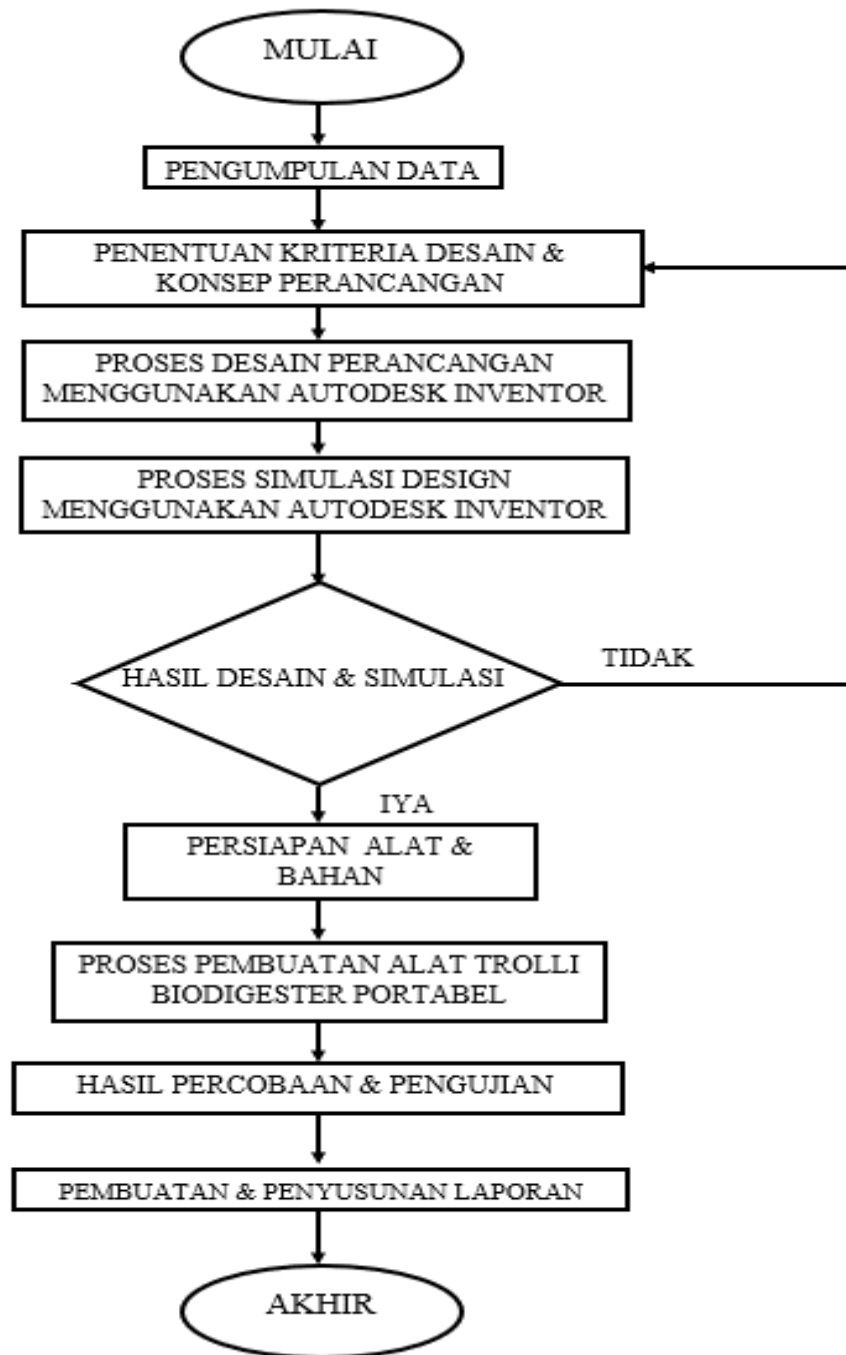 MULAI
PENGUMPULAN DATA
PENENTUAN KRITERIA DESAIN &
KONSEP PERANCANGAN
PROSES DESAIN PERANCANGAN
MENGGUNAKAN AUTODESK INVENTOR
PROSES SIMULASI DESIGN
MENGGUNAKAN AUTODESK INVENTOR
HASIL DESAIN & SIMULASI
TIDAK
IYA
PERSIAPAN ALAT &
BAHAN
PROSES PEMBUATAN ALAT TROLLI
BIODIGESTER PORTABEL
HASIL PERCOBAAN & PENGUJIAN
PEMBUATAN & PENYUSUNAN LAPORAN
AKHIR